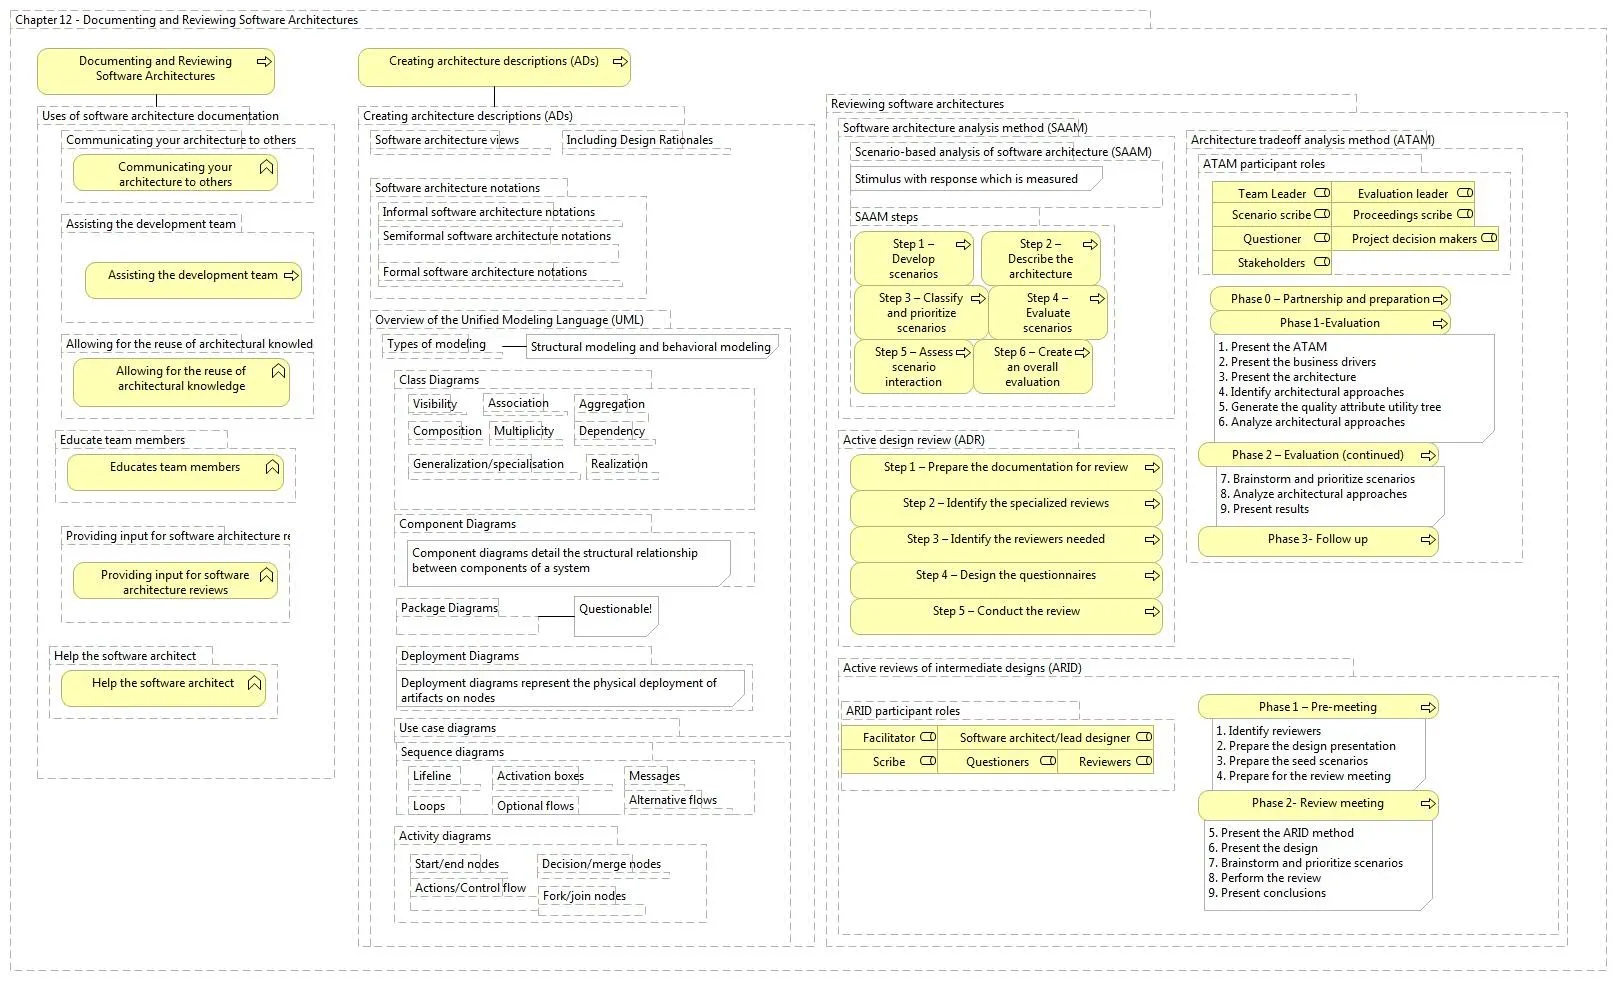 Chapter 12 - Documenting and Reviewing Software Architectures
Documenting and Reviewing
Software Architectures
Uses of software architecture documentation
Communicating your architecture to others
Communicating your
architecture to others
Assisting the development team
Assisting the development team
Allowing for the reuse of architectural knowled
Allowing for the reuse of
architectural knowledge
Educate team members
Educates team members
Providing input for software architecture re
Providing input for software
architecture reviews
Help the software architect
Help the software architect
Creating architecture descriptions (ADs)
Creating architecture descriptions (ADs)
Software architecture views
Including Design Rationales
Software architecture notations
Informal software architecture notations
Semiformal software architecture notations
Formal software architecture notations
Overview of the Unified Modeling Language (UML)
Types of modeling
Structural modeling and behavioral modeling
Class Diagrams
Visibility
Association
Aggregation
Composition
Multiplicity
Dependency
Generalization/specialisation
Realization
Component Diagrams
Component diagrams detail the structural relationship
between components of a system
Package Diagrams
Questionable!
Deployment Diagrams
Deployment diagrams represent the physical deployment of
artifacts on nodes
Use case diagrams
Sequence diagrams
Lifeline
Activation boxes
Messages
Loops
Optional flows
Alternative flows
Activity diagrams
Start/end nodes
Decision/merge nodes
Actions/Control flow
Fork/join nodes
Reviewing software architectures
Software architecture analysis method (SAAM)
Scenario-based analysis of software architecture (SAAM)
Stimulus with response which is measured
SAAM steps
Step 1 –
Develop
scenarios
Step 2 –
Describe the
architecture
Step 3 – Classify
and prioritize
scenarios
Step 4 –
Evaluate
scenarios
Step 5 – Assess
scenario
interaction
Step 6 – Create
an overall
evaluation
Active design review (ADR)
Step 1 – Prepare the documentation for review
Step 2 – Identify the specialized reviews
Step 3 – Identify the reviewers needed
Step 4 – Design the questionnaires
Step 5 – Conduct the review
Architecture tradeoff analysis method (ATAM)
ATAM participant roles
Team Leader
Evaluation leader
Scenario scribe
Proceedings scribe
Questioner
Project decision makers
Stakeholders
Phase 0 – Partnership and preparation
Phase 1-Evaluation
1. Present the ATAM
2. Present the business drivers
3. Present the architecture
4. Identify architectural approaches
5. Generate the quality attribute utility tree
6. Analyze architectural approaches
Phase 2 – Evaluation (continued)
7. Brainstorm and prioritize scenarios
8. Analyze architectural approaches
9. Present results
Phase 3- Follow up
Active reviews of intermediate designs (ARID)
ARID participant roles
Facilitator
Software architect/lead designer
Scribe
Questioners
Reviewers
Phase 1 – Pre-meeting
1. Identify reviewers
2. Prepare the design presentation
3. Prepare the seed scenarios
4. Prepare for the review meeting
Phase 2- Review meeting
5. Present the ARID method
6. Present the design
7. Brainstorm and prioritize scenarios
8. Perform the review
9. Present conclusions